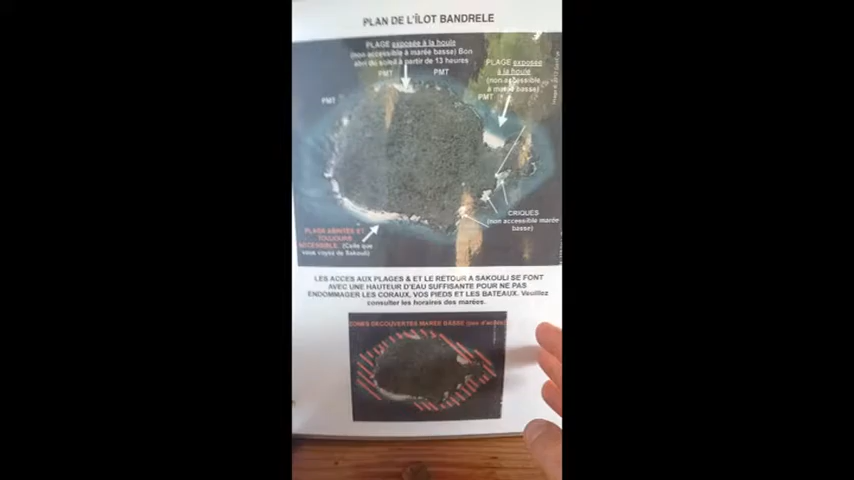 PLAN DE L'ÎLOT BANDRELE
PLAGE exposée à la houle
(non accessible à marée basse) Bon
abri du soleil à partir de 13 heures
PMT
PMT
PLAGE exposée
à la houle
(non accessible
à marée basse)
PMT
PMT
CRIQUES
(non accessible marée
basse)
PLAGE ABRITÉE ET
TOUJOURS
ACCESSIBLE. (Celle que
vous voyez de Sakouli)
LES ACCES AUX PLAGES & ET LE RETOUR A SAKOULI SE FONT
AVEC UNE HAUTEUR D'EAU SUFFISANTE POUR NE PAS
ENDOMMAGER LES CORAUX, VOS PIEDS ET LES BATEAUX. Veuillez
consulter les horaires des marées.
ZONES DECOUVERTES MARÉE BASSE (pas d'accès)